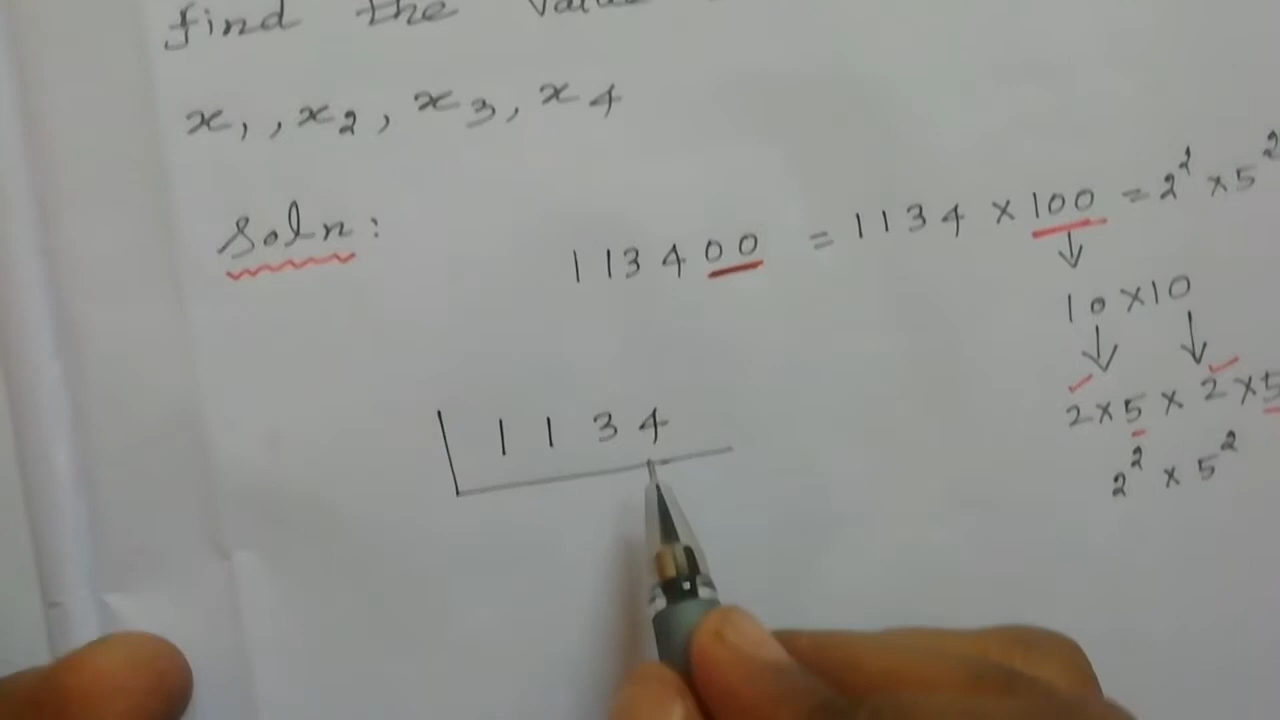 find the value
x₁, x₂, x₃, x₄
Soln:
113400 = 1134 × 100 = 2² × 5²
10 × 10
2 × 5 × 2 × 5
2² × 5²
1134